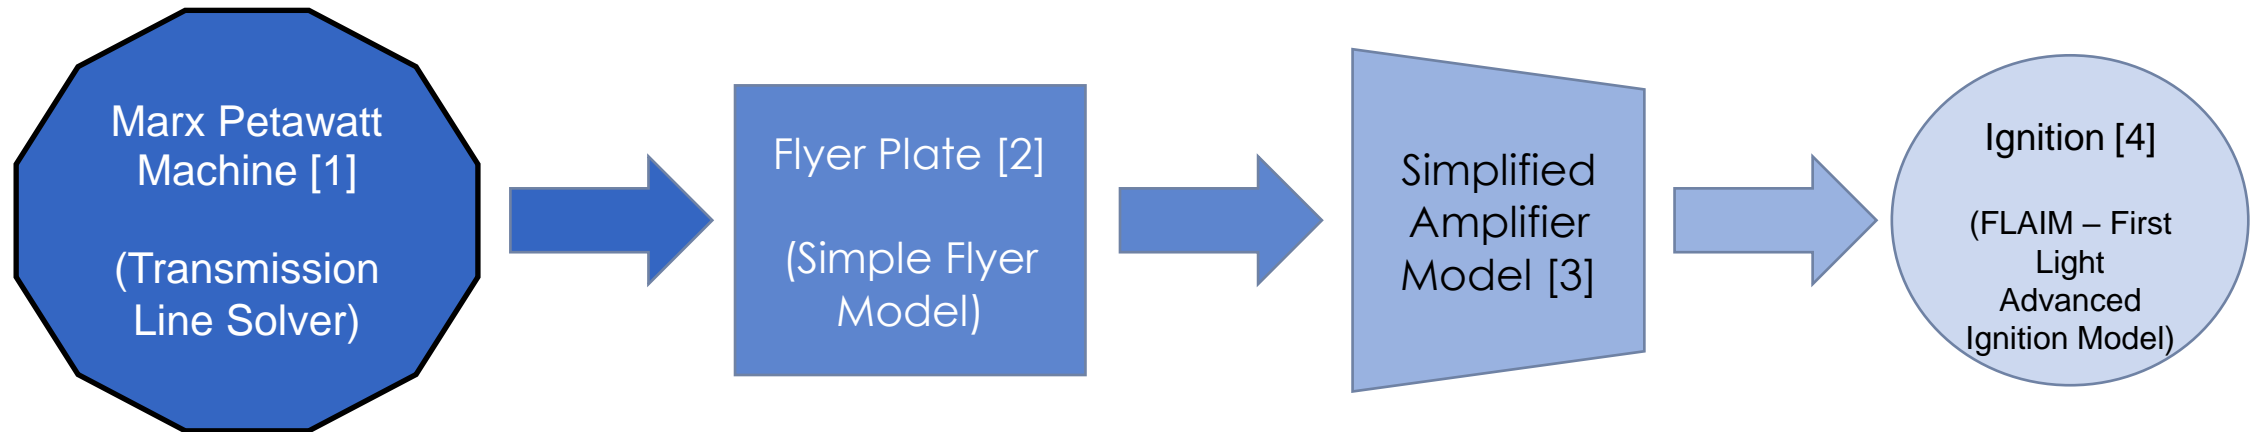 Marx Petawatt
Machine [1]
(Transmission
Line Solver)
Flyer Plate [2]
(Simple Flyer
Model)
Simplified
Amplifier
Model [3]
Ignition [4]
(FLAIM – First
Light
Advanced
Ignition Model)